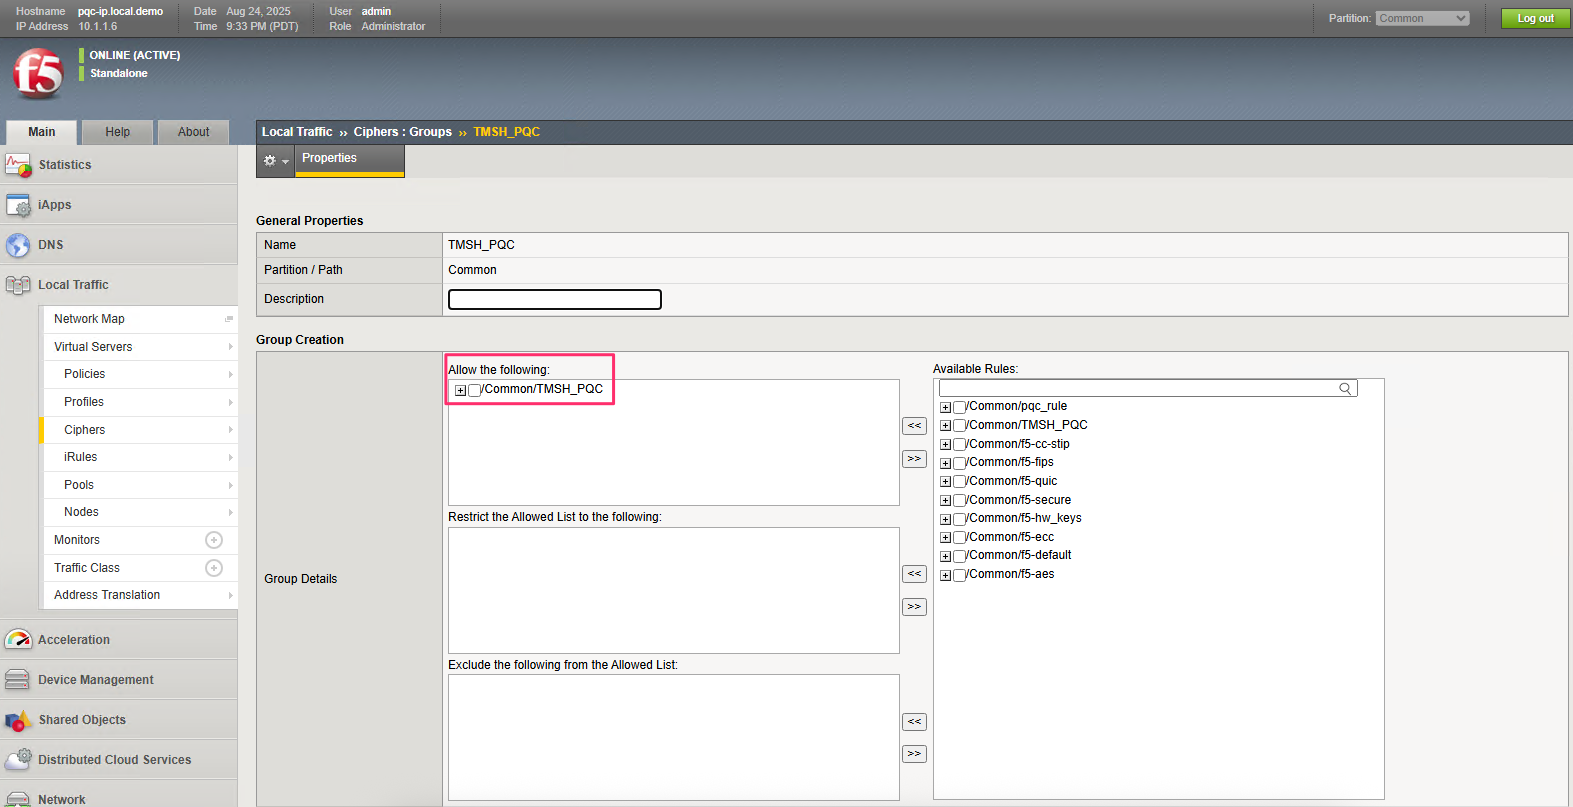 Hostname pqc-ip.local.demo Date Aug 24, 2025 User admin
IP Address 10.1.1.6 Time 9:33 PM (PDT) Role Administrator
Partition: Common Log out
f5
ONLINE (ACTIVE)
Standalone
Main Help About
Local Traffic ›› Ciphers : Groups ›› TMSH_PQC
Properties
Statistics
iApps
DNS
Local Traffic
Network Map
Virtual Servers
Policies
Profiles
Ciphers
iRules
Pools
Nodes
Monitors
Traffic Class
Address Translation
Acceleration
Device Management
Shared Objects
Distributed Cloud Services
Network
General Properties
Name TMSH_PQC
Partition / Path Common
Description
Group Creation
Group Details
Allow the following:
/Common/TMSH_PQC
<<
>>
Restrict the Allowed List to the following:
<<
>>
Exclude the following from the Allowed List:
<<
>>
Available Rules:
/Common/pqc_rule
/Common/TMSH_PQC
/Common/f5-cc-stip
/Common/f5-fips
/Common/f5-quic
/Common/f5-secure
/Common/f5-hw_keys
/Common/f5-ecc
/Common/f5-default
/Common/f5-aes